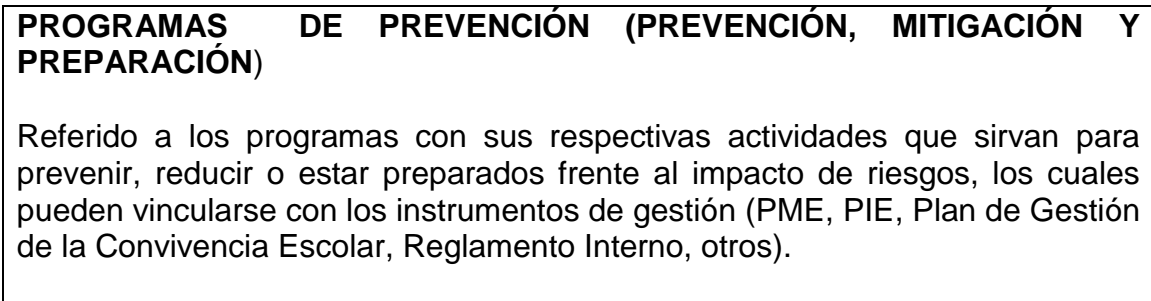 PROGRAMAS DE PREVENCIÓN (PREVENCIÓN, MITIGACIÓN Y
PREPARACIÓN)
Referido a los programas con sus respectivas actividades que sirvan para
prevenir, reducir o estar preparados frente al impacto de riesgos, los cuales
pueden vincularse con los instrumentos de gestión (PME, PIE, Plan de Gestión
de la Convivencia Escolar, Reglamento Interno, otros).